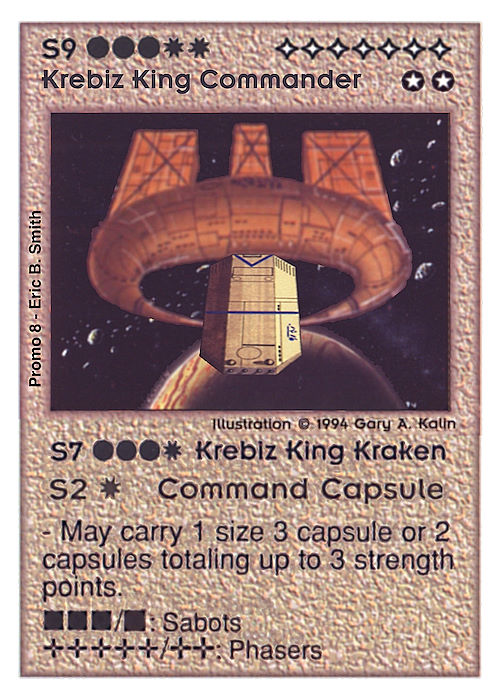 S9
Krebiz King Commander
Promo 8 - Eric B. Smith
Illustration © 1994 Gary A. Kalin
S7 Krebiz King Kraken
S2 Command Capsule
- May carry 1 size 3 capsule or 2
capsules totaling up to 3 strength
points.
/ : Sabots
/ : Phasers